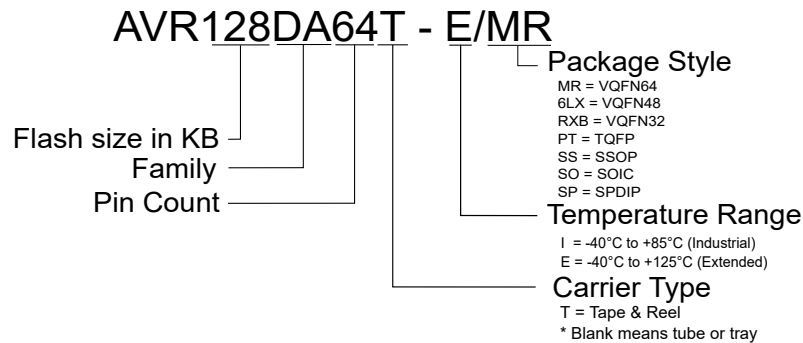 AVR128DA64T - E/MR
Package Style
MR = VQFN64
6LX = VQFN48
RXB = VQFN32
PT = TQFP
SS = SSOP
SO = SOIC
SP = SPDIP
Flash size in KB
Family
Pin Count
Temperature Range
I = -40°C to +85°C (Industrial)
E = -40°C to +125°C (Extended)
Carrier Type
T = Tape & Reel
* Blank means tube or tray